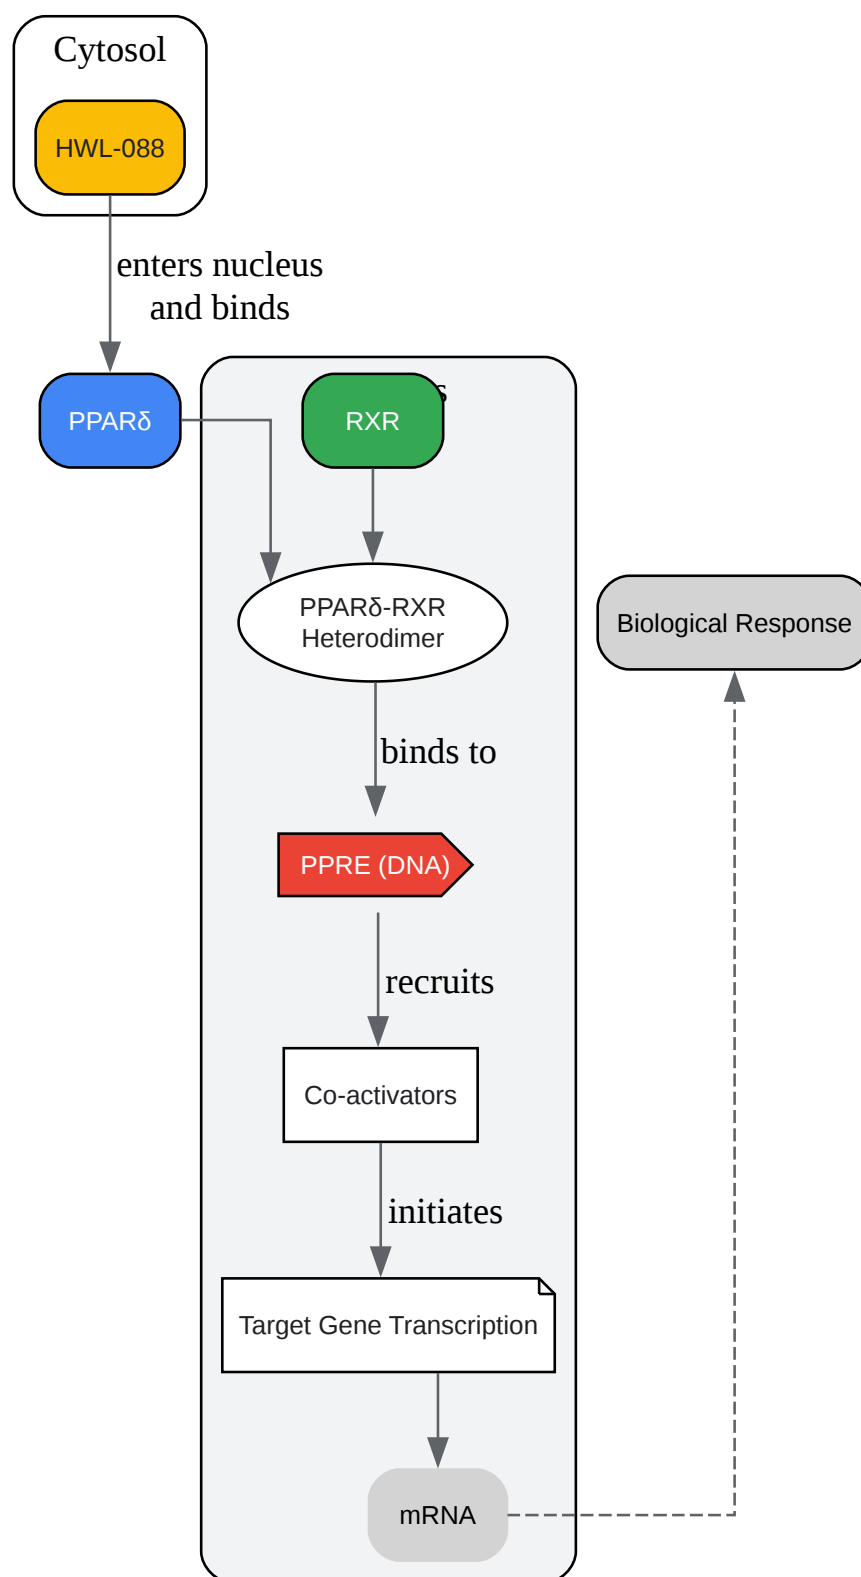 Cytosol
HWL-088
enters nucleus
and binds
PPARδ
RXR
PPARδ-RXR
Heterodimer
Biological Response
binds to
PPRE (DNA)
recruits
Co-activators
initiates
Target Gene Transcription
mRNA